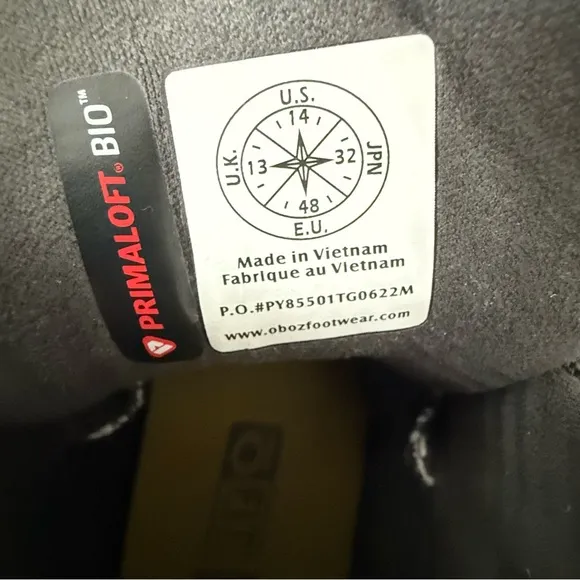 PRIMALOFT® BIO™
U.S.
14
U.K.
13
32
JPN
48
E.U.
Made in Vietnam
Fabrique au Vietnam
P.O.#PY85501TG0622M
www.obozfootwear.com